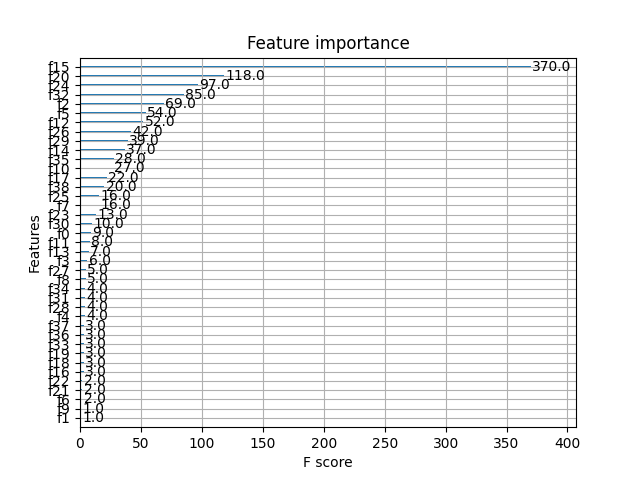 Feature importance
f15 370.0
f20 118.0
f24 97.0
f32 85.0
f2 69.0
f5 54.0
f12 52.0
f26 42.0
f29 39.0
f14 37.0
f35 28.0
f10 27.0
f17 22.0
f38 20.0
f25 16.0
f7 16.0
f23 13.0
f30 10.0
f0 9.0
f11 8.0
f13 7.0
f3 6.0
f27 5.0
f8 5.0
f34 4.0
f31 4.0
f28 4.0
f4 4.0
f37 3.0
f36 3.0
f33 3.0
f19 3.0
f18 3.0
f16 3.0
f22 2.0
f21 2.0
f6 2.0
f9 1.0
f1 1.0
Features
0 50 100 150 200 250 300 350 400
F score